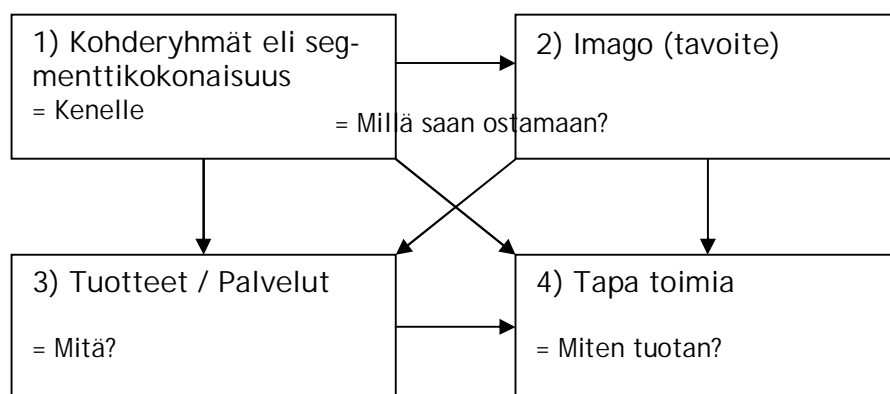 1) Kohderyhmät eli seg-
menttikokonaisuus
= Kenelle
2) Imago (tavoite)
= Millä saan ostamaan?
3) Tuotteet / Palvelut
= Mitä?
4) Tapa toimia
= Miten tuotan?